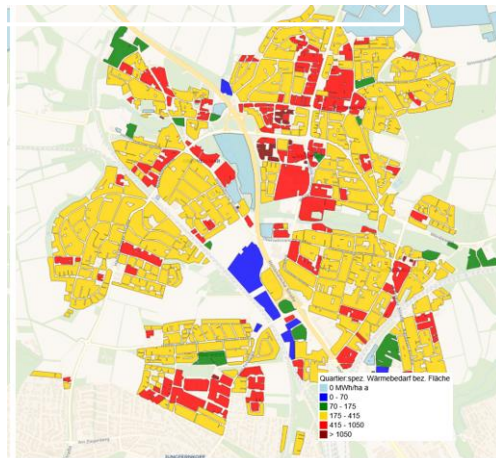 Quartier:spez. Wärmebedarf bez. Fläche
0 MWh/ha a
0 - 70
70 - 175
175 - 415
415 - 1050
> 1050